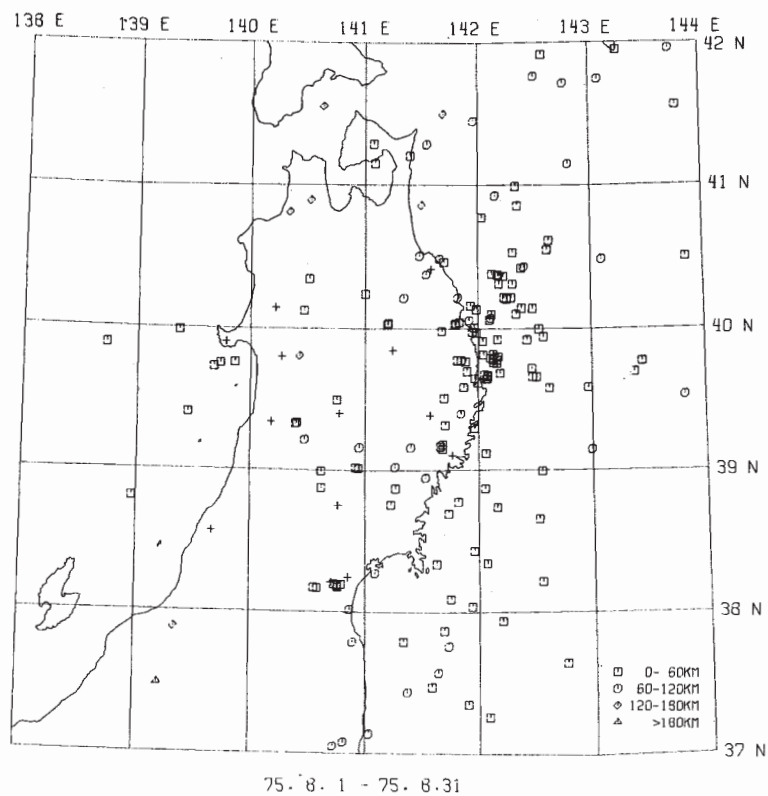 138 E 139 E 140 E 141 E 142 E 143 E 144 E
42 N
41 N
40 N
39 N
38 N
37 N
0- 60KM
60-120KM
120-180KM
>180KM
75. 8. 1 - 75. 8.31